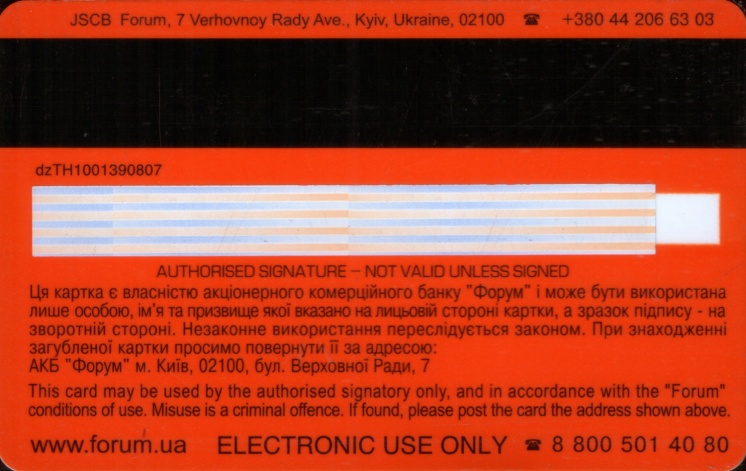 JSCB Forum, 7 Verhovnoy Rady Ave., Kyiv, Ukraine, 02100 ☎ +380 44 206 63 03
dzTH1001390807
AUTHORISED SIGNATURE – NOT VALID UNLESS SIGNED
Ця картка є власністю акціонерного комерційного банку "Форум" і може бути використана
лише особою, ім'я та призвище якої вказано на лицьовій стороні картки, а зразок підпису - на
зворотній стороні. Незаконне використання переслідується законом. При знаходженні
загубленої картки просимо повернути її за адресою:
АКБ "Форум" м. Київ, 02100, бул. Верховної Ради, 7
This card may be used by the authorised signatory only, and in accordance with the "Forum"
conditions of use. Misuse is a criminal offence. If found, please post the card the address shown above.
www.forum.ua ELECTRONIC USE ONLY ☎ 8 800 501 40 80